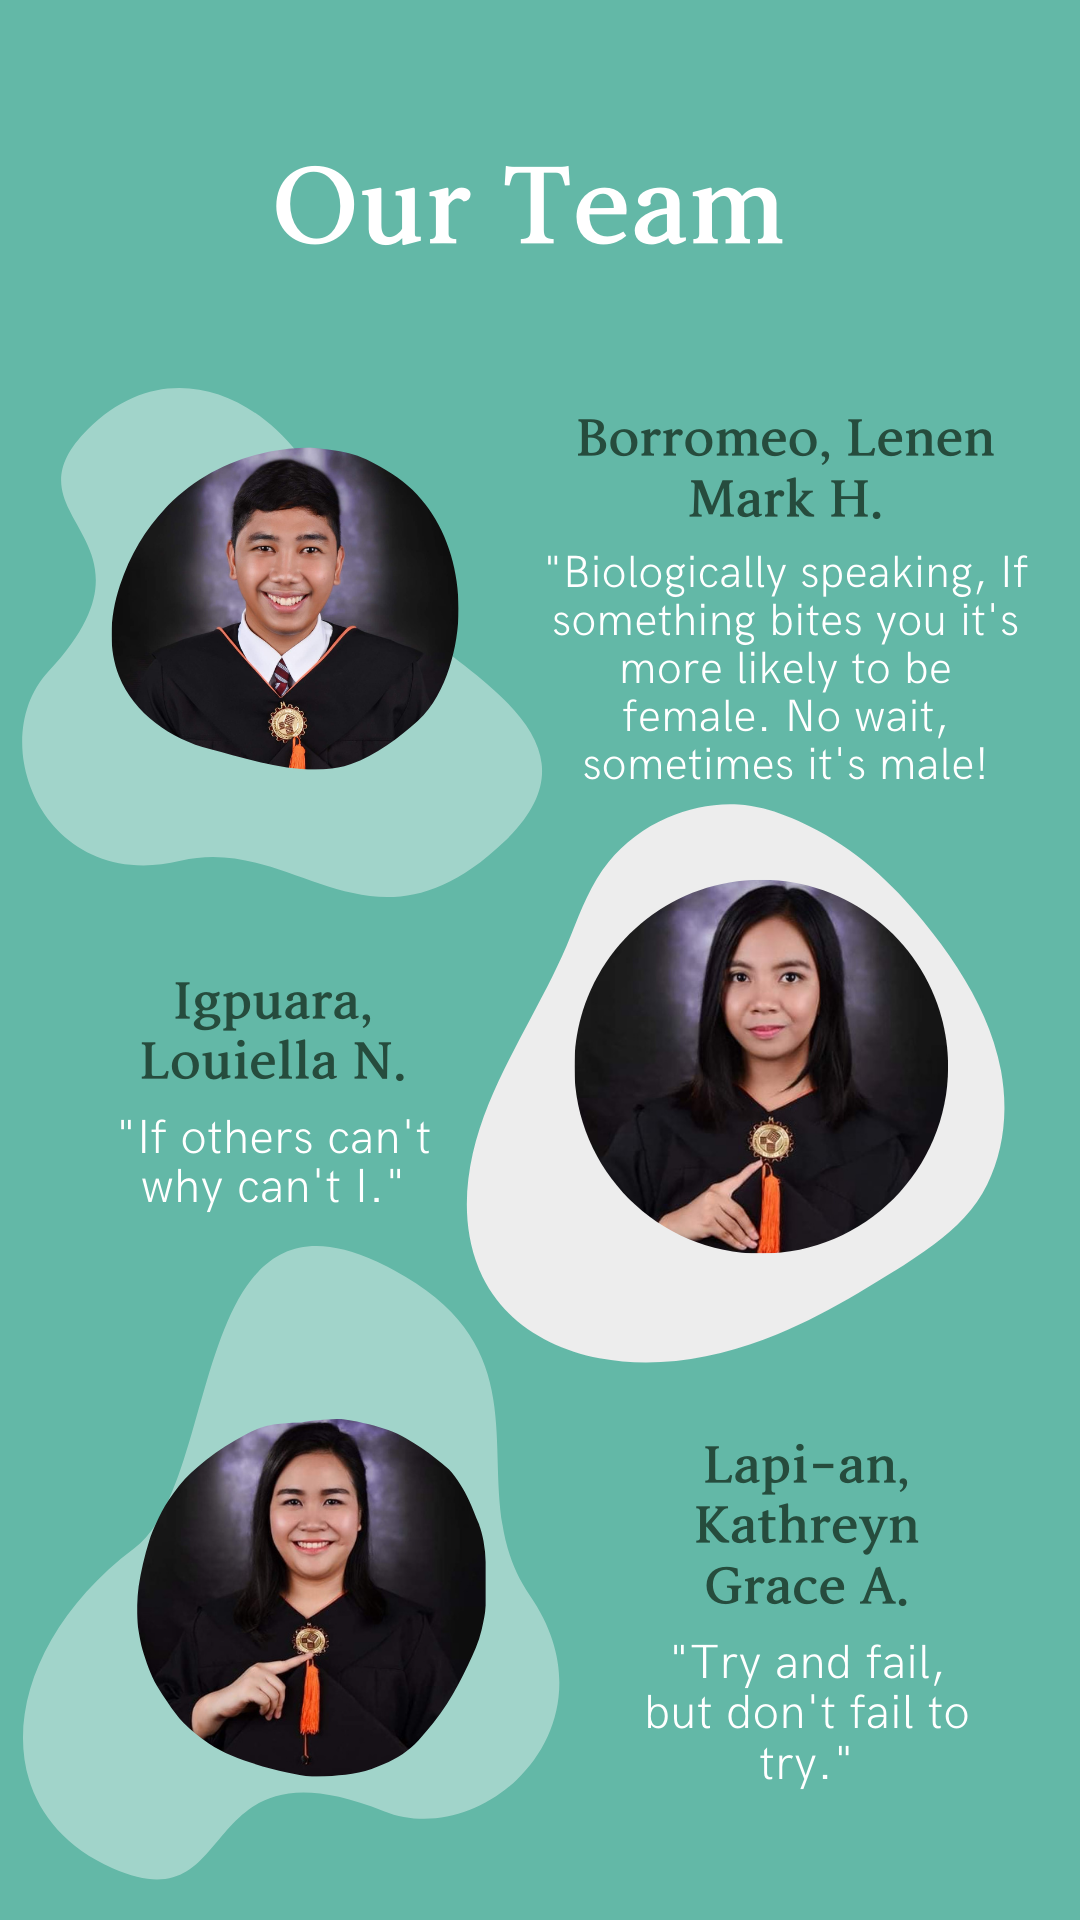 Our Team
Borromeo, Lenen
Mark H.
"Biologically speaking, If
something bites you it's
more likely to be
female. No wait,
sometimes it's male!
Igpuara,
Louiella N.
"If others can't
why can't I."
Lapi-an,
Kathreyn
Grace A.
"Try and fail,
but don't fail to
try."